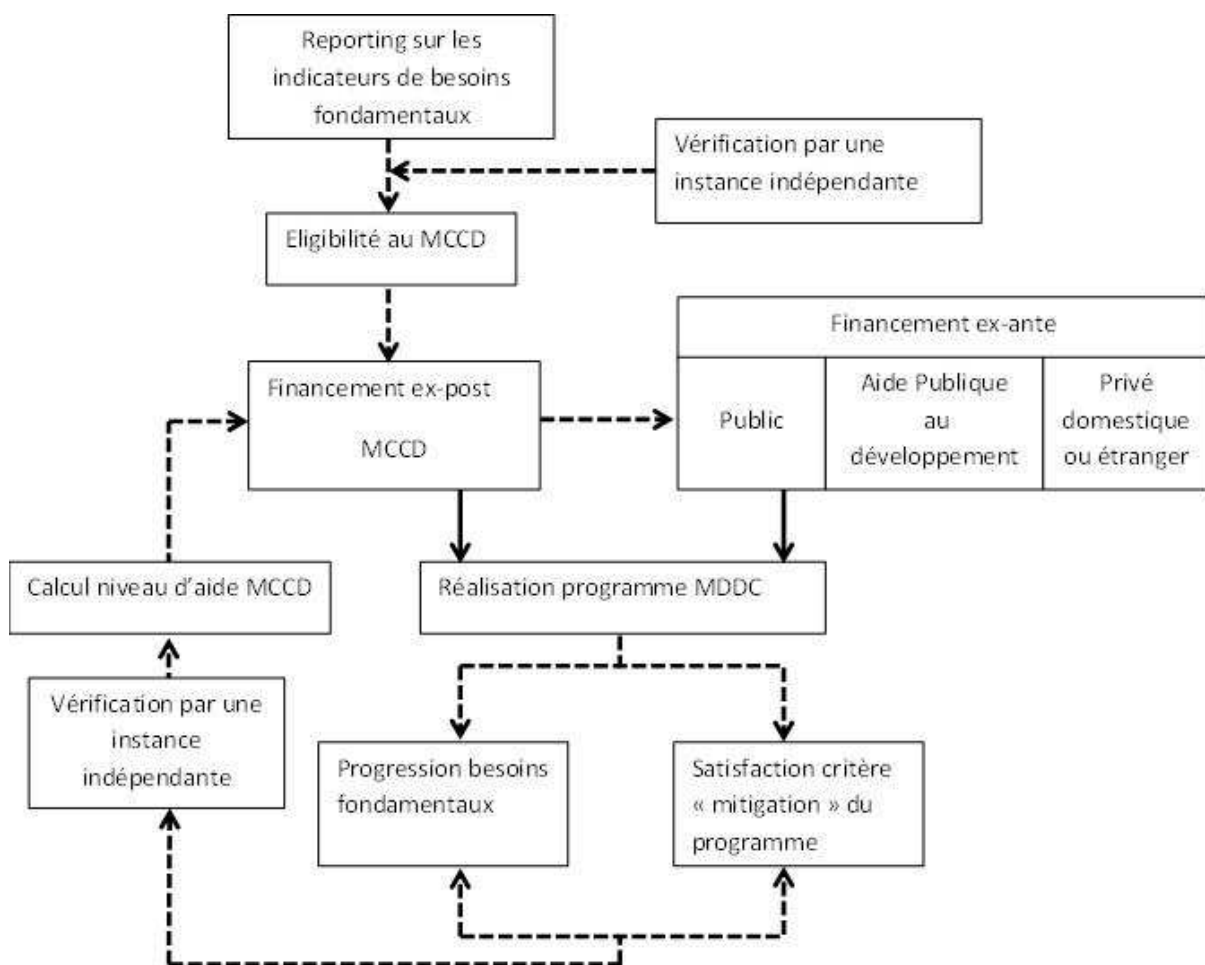 Reporting sur les
indicateurs de besoins
fondamentaux
Vérification par une
instance indépendante
Eligibilité au MCCD
Financement ex-ante
Financement ex-post
MCCD
Public
Aide Publique
au
développement
Privé
domestique
ou étranger
Calcul niveau d’aide MCCD
Réalisation programme MDDC
Vérification par une
instance
indépendante
Progression besoins
fondamentaux
Satisfaction critère
« mitigation » du
programme